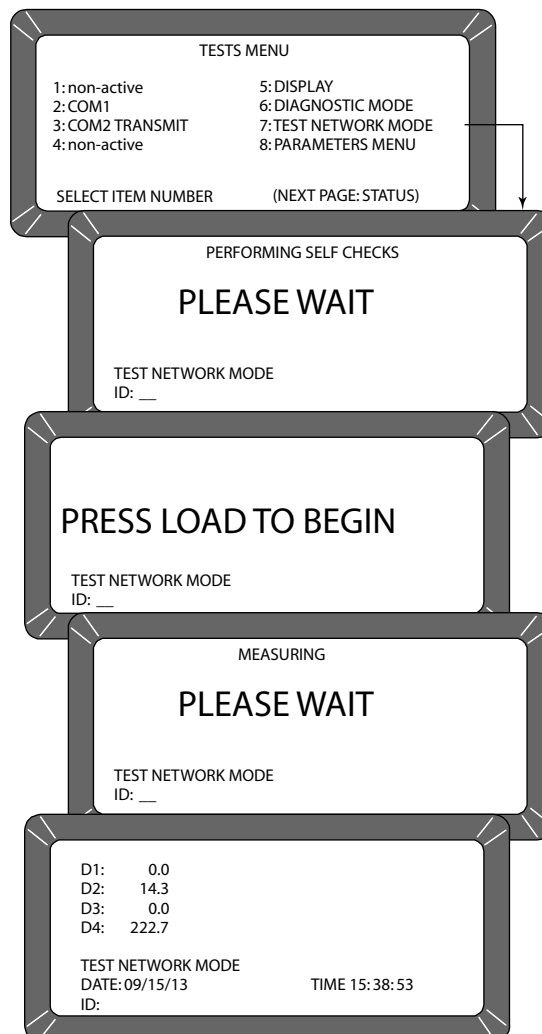 TESTS MENU
1: non-active 5: DISPLAY
2: COM1 6: DIAGNOSTIC MODE
3: COM2 TRANSMIT 7: TEST NETWORK MODE
4: non-active 8: PARAMETERS MENU
SELECT ITEM NUMBER (NEXT PAGE: STATUS)
PERFORMING SELF CHECKS
PLEASE WAIT
TEST NETWORK MODE
ID: __
PRESS LOAD TO BEGIN
TEST NETWORK MODE
ID: __
MEASURING
PLEASE WAIT
TEST NETWORK MODE
ID: __
D1: 0.0
D2: 14.3
D3: 0.0
D4: 222.7
TEST NETWORK MODE
DATE: 09/15/13 TIME 15: 38: 53
ID: